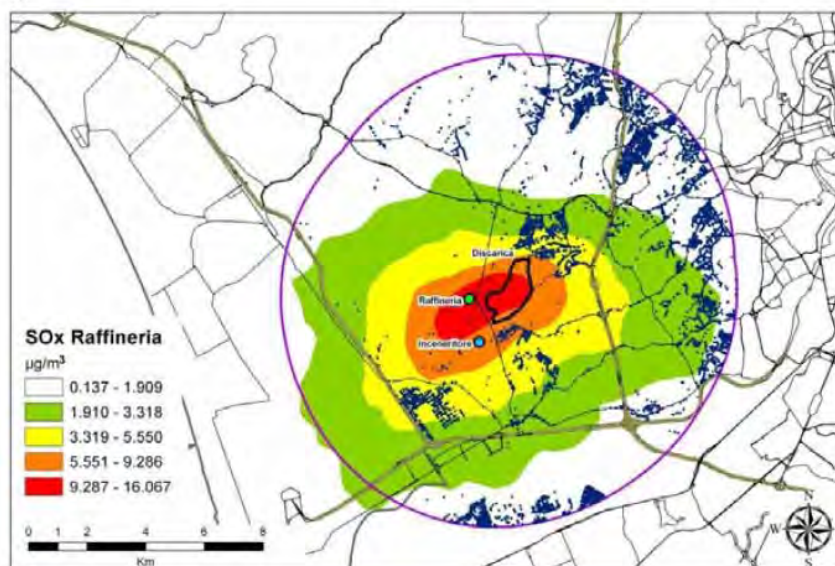 Discarica
Raffineria
Inceneritore
SOx Raffineria
µg/m³
0.137 - 1.909
1.910 - 3.318
3.319 - 5.550
5.551 - 9.286
9.287 - 16.067
0 1 2 4 6 8
Km
N
W
S